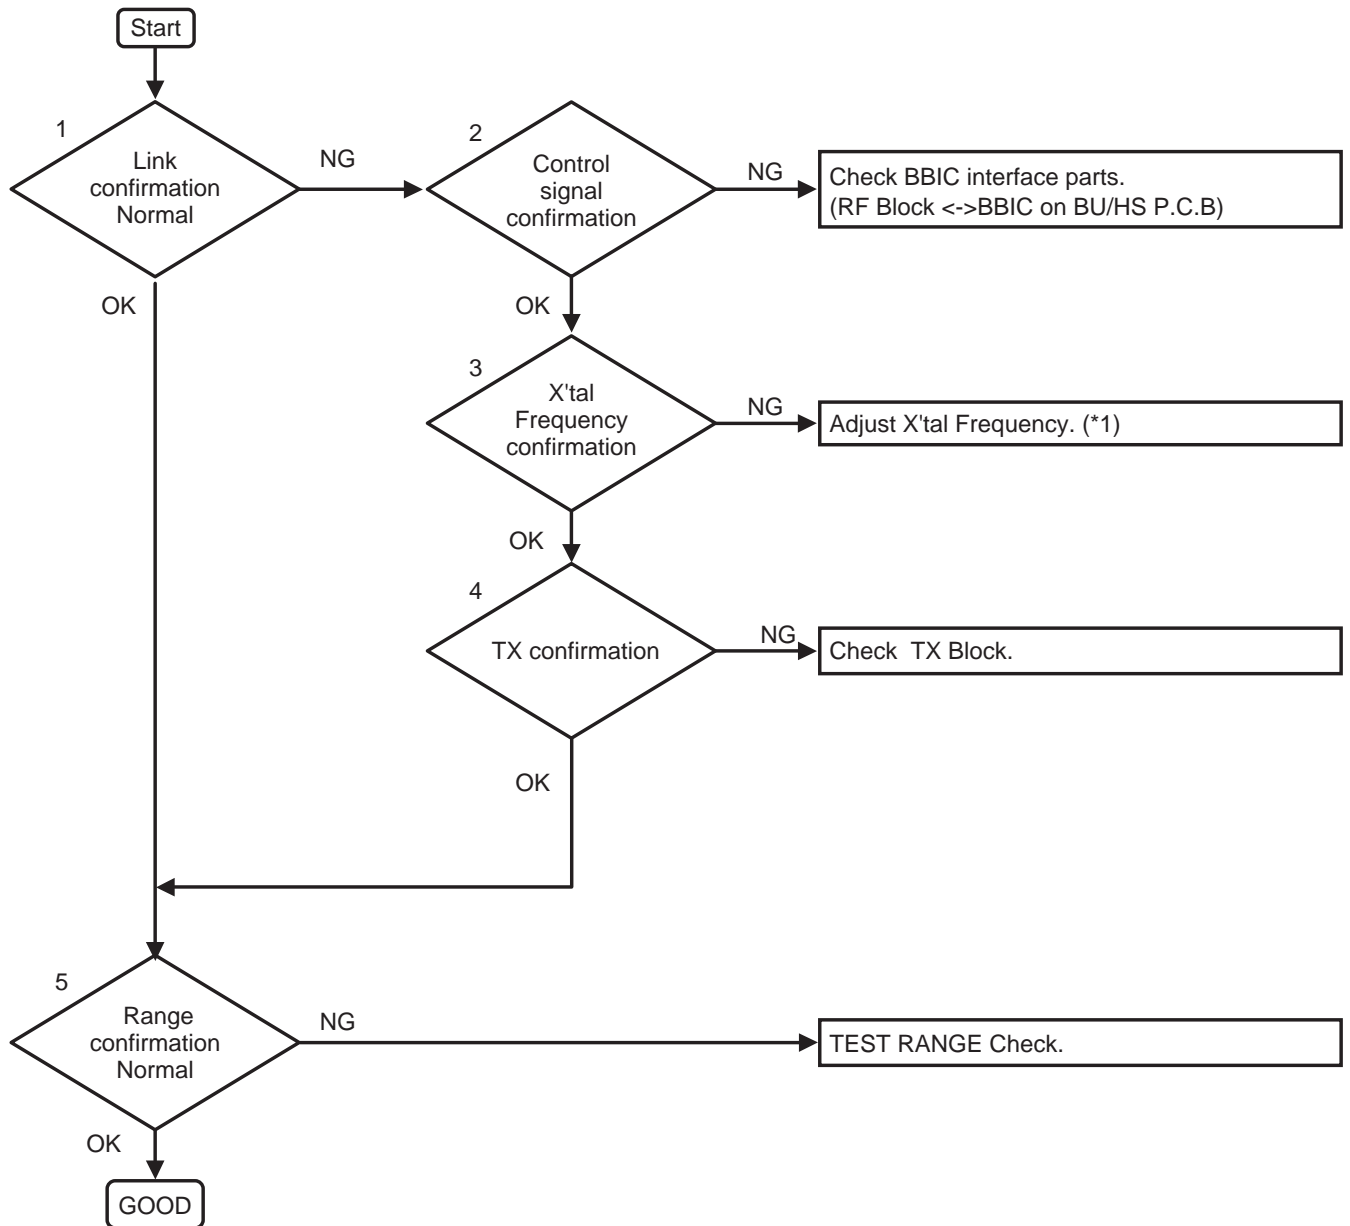 Start
1
Link
confirmation
Normal
NG
2
Control
signal
confirmation
NG
Check BBIC interface parts.
(RF Block <->BBIC on BU/HS P.C.B)
OK
OK
3
X'tal
Frequency
confirmation
NG
Adjust X'tal Frequency. (*1)
OK
4
TX confirmation
NG
Check TX Block.
OK
5
Range
confirmation
Normal
NG
TEST RANGE Check.
OK
GOOD